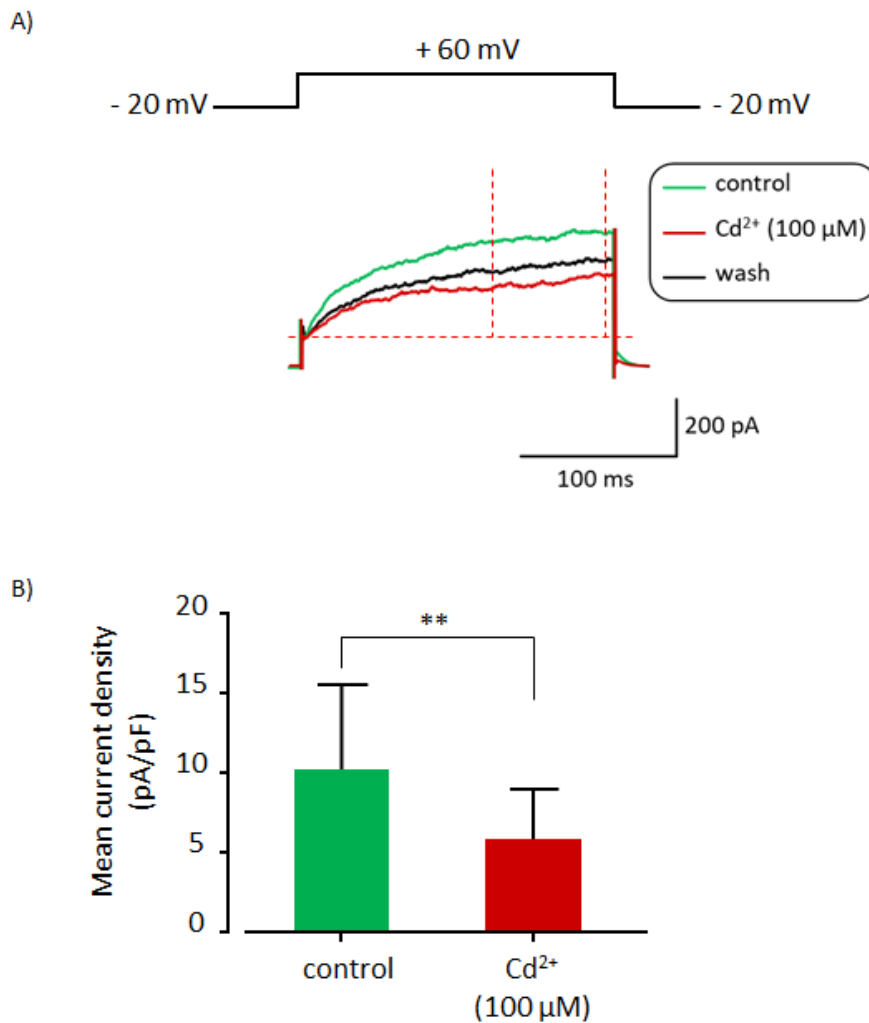 A)
+ 60 mV
- 20 mV
- 20 mV
control
Cd²⁺ (100 µM)
wash
200 pA
100 ms
B)
Mean current density
(pA/pF)
20
15
10
5
0
**
control
Cd²⁺
(100 µM)